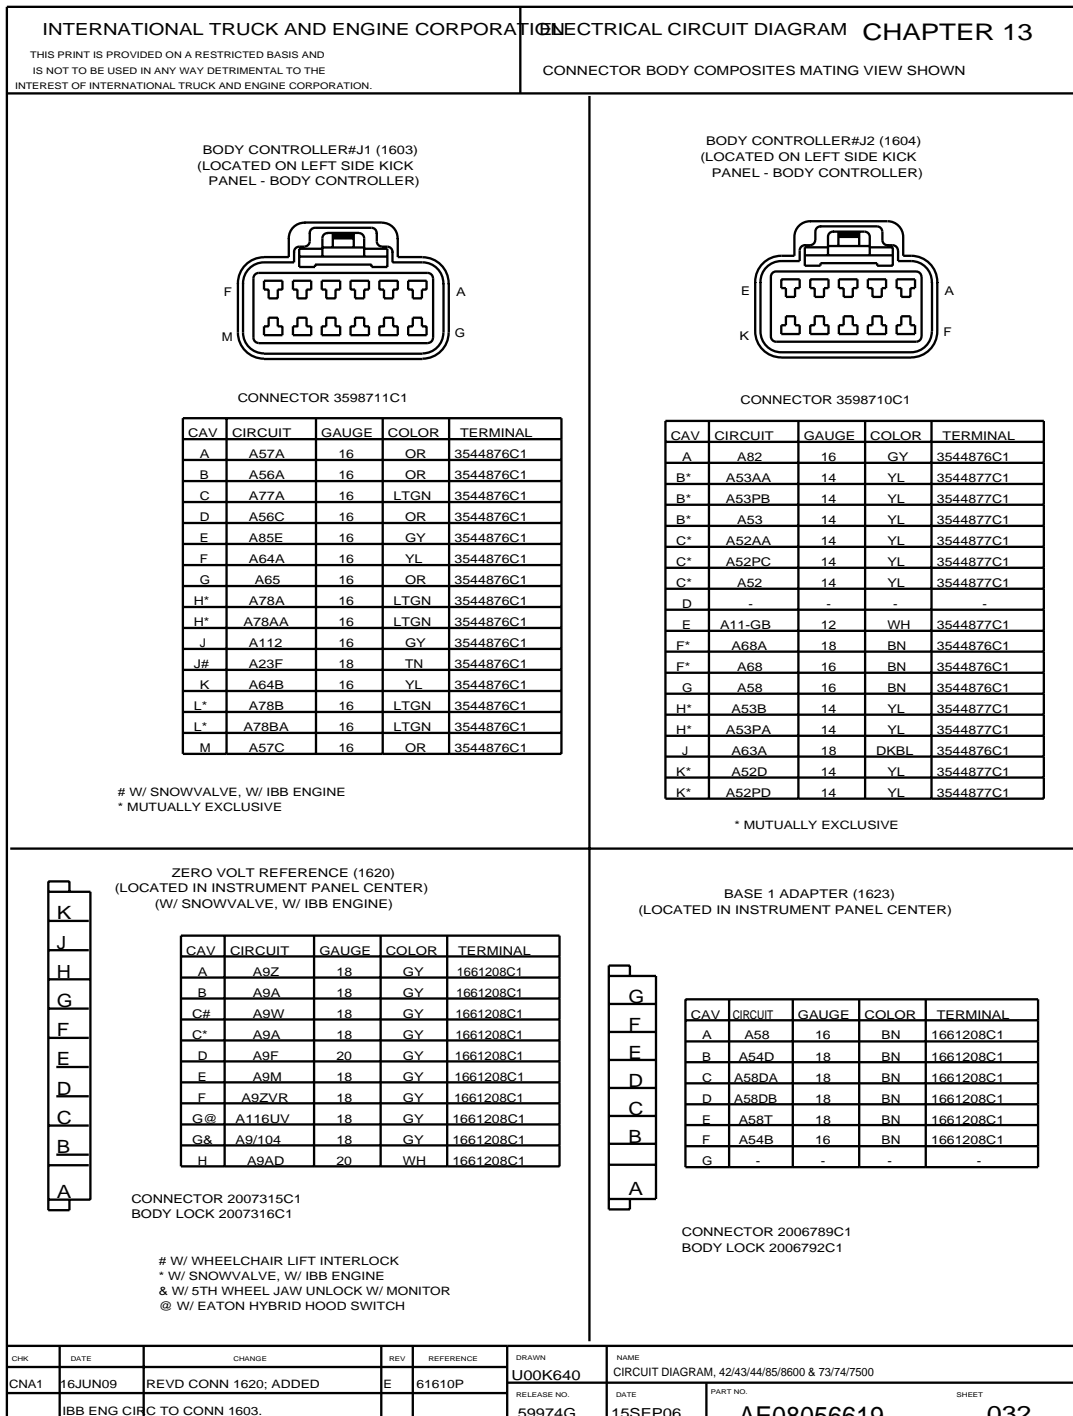 INTERNATIONAL TRUCK AND ENGINE CORPORATION
ELECTRICAL CIRCUIT DIAGRAM CHAPTER 13
THIS PRINT IS PROVIDED ON A RESTRICTED BASIS AND
IS NOT TO BE USED IN ANY WAY DETRIMENTAL TO THE
INTEREST OF INTERNATIONAL TRUCK AND ENGINE CORPORATION.
CONNECTOR BODY COMPOSITES MATING VIEW SHOWN
BODY CONTROLLER#J1 (1603)
(LOCATED ON LEFT SIDE KICK
PANEL - BODY CONTROLLER)
F A
M G
CONNECTOR 3598711C1
CAV CIRCUIT GAUGE COLOR TERMINAL
A A57A 16 OR 3544876C1
B A56A 16 OR 3544876C1
C A77A 16 LTGN 3544876C1
D A56C 16 OR 3544876C1
E A85E 16 GY 3544876C1
F A64A 16 YL 3544876C1
G A65 16 OR 3544876C1
H* A78A 16 LTGN 3544876C1
H* A78AA 16 LTGN 3544876C1
J A112 16 GY 3544876C1
J# A23F 18 TN 3544876C1
K A64B 16 YL 3544876C1
L* A78B 16 LTGN 3544876C1
L* A78BA 16 LTGN 3544876C1
M A57C 16 OR 3544876C1
# W/ SNOWVALVE, W/ IBB ENGINE
* MUTUALLY EXCLUSIVE
BODY CONTROLLER#J2 (1604)
(LOCATED ON LEFT SIDE KICK
PANEL - BODY CONTROLLER)
E A
K F
CONNECTOR 3598710C1
CAV CIRCUIT GAUGE COLOR TERMINAL
A A82 16 GY 3544876C1
B* A53AA 14 YL 3544877C1
B* A53PB 14 YL 3544877C1
B* A53 14 YL 3544877C1
C* A52AA 14 YL 3544877C1
C* A52PC 14 YL 3544877C1
C* A52 14 YL 3544877C1
D - - - -
E A11-GB 12 WH 3544877C1
F* A68A 18 BN 3544876C1
F* A68 16 BN 3544876C1
G A58 16 BN 3544876C1
H* A53B 14 YL 3544877C1
H* A53PA 14 YL 3544877C1
J A63A 18 DKBL 3544876C1
K* A52D 14 YL 3544877C1
K* A52PD 14 YL 3544877C1
* MUTUALLY EXCLUSIVE
ZERO VOLT REFERENCE (1620)
(LOCATED IN INSTRUMENT PANEL CENTER)
(W/ SNOWVALVE, W/ IBB ENGINE)
K
J
H
G
F
E
D
C
B
A
CAV CIRCUIT GAUGE COLOR TERMINAL
A A9Z 18 GY 1661208C1
B A9A 18 GY 1661208C1
C# A9W 18 GY 1661208C1
C* A9A 18 GY 1661208C1
D A9F 20 GY 1661208C1
E A9M 18 GY 1661208C1
F A9ZVR 18 GY 1661208C1
G@ A116UV 18 GY 1661208C1
G& A9/104 18 GY 1661208C1
H A9AD 20 WH 1661208C1
CONNECTOR 2007315C1
BODY LOCK 2007316C1
# W/ WHEELCHAIR LIFT INTERLOCK
* W/ SNOWVALVE, W/ IBB ENGINE
& W/ 5TH WHEEL JAW UNLOCK W/ MONITOR
@ W/ EATON HYBRID HOOD SWITCH
BASE 1 ADAPTER (1623)
(LOCATED IN INSTRUMENT PANEL CENTER)
G
F
E
D
C
B
A
CAV CIRCUIT GAUGE COLOR TERMINAL
A A58 16 BN 1661208C1
B A54D 18 BN 1661208C1
C A58DA 18 BN 1661208C1
D A58DB 18 BN 1661208C1
E A58T 18 BN 1661208C1
F A54B 16 BN 1661208C1
G - - - -
CONNECTOR 2006789C1
BODY LOCK 2006792C1
CHK DATE CHANGE REV REFERENCE DRAWN NAME
CNA1 16JUN09 REVD CONN 1620; ADDED E 61610P U00K640 CIRCUIT DIAGRAM, 42/43/44/85/8600 & 73/74/7500
RELEASE NO. DATE PART NO. SHEET
IBB ENG CIRC TO CONN 1603. 59974G 15SEP06 AE08056619 032